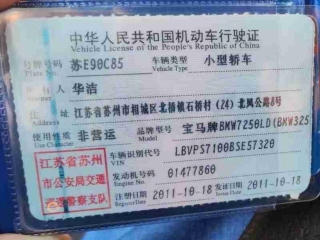 中华人民共和国机动车行驶证
Vehicle License of the People's Republic of China
号牌号码 苏E90C85 车辆类型 小型轿车
Plate No. Vehicle Type
所有人 华洁
Owner
住址 江苏省苏州市相城区北桥镇石桥村(24)北凤公路8号
Address
使用性质 非营运 品牌型号 宝马牌BMW7250LD(BMW325
Use Character Model
江苏省苏州
市公安局交通
巡逻警察支队
车辆识别代号 LBVPS7100BSE57320
VIN
发动机号码 01477860
Engine No.
注册日期 2011-10-18 发证日期 2011-10-18
Register Date Issue Date